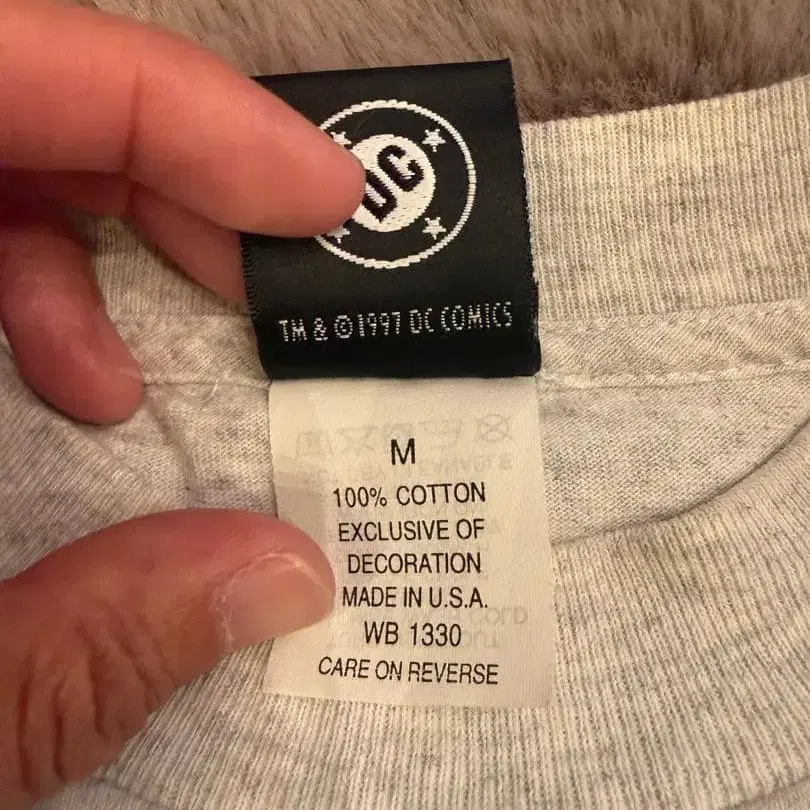 DC
TM & ©1997 DC COMICS
M
100% COTTON
EXCLUSIVE OF
DECORATION
MADE IN U.S.A.
WB 1330
CARE ON REVERSE